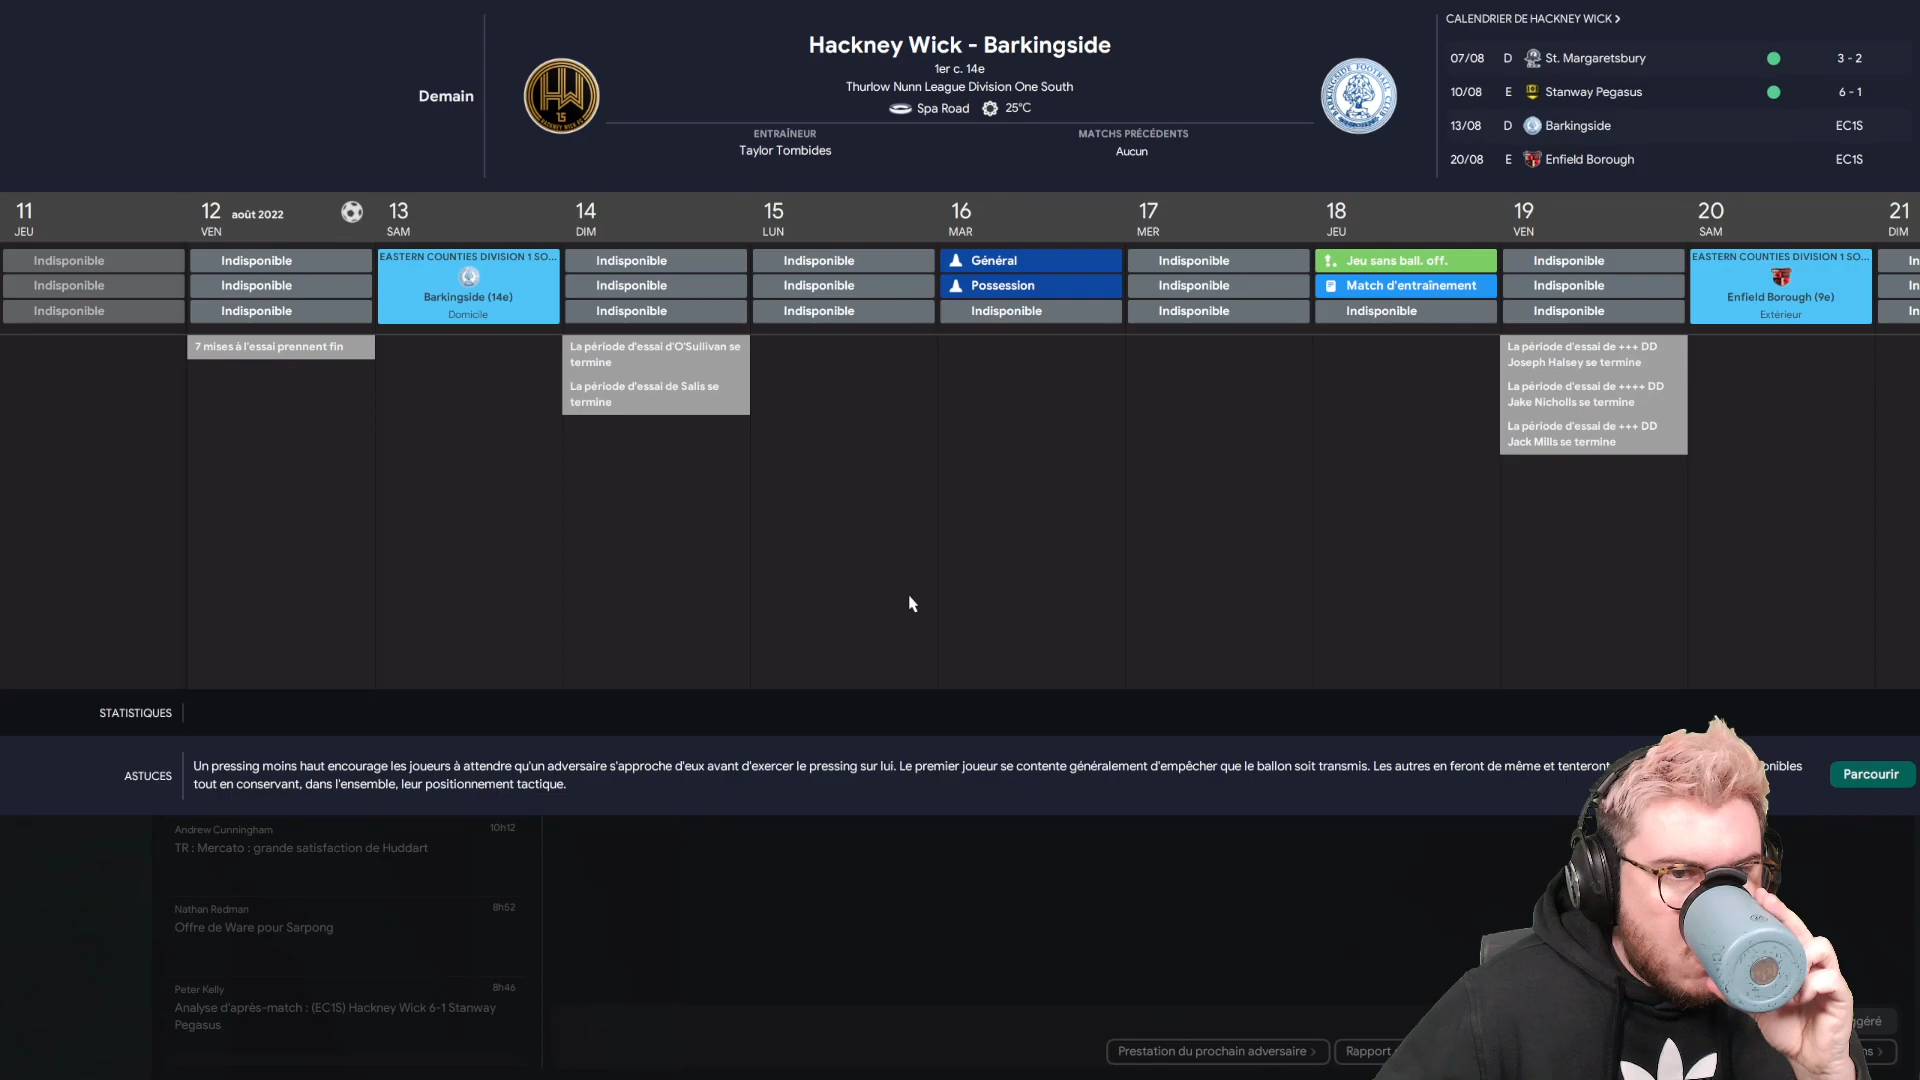 Demain
Hackney Wick - Barkingside
1er c. 14e
Thurlow Nunn League Division One South
Spa Road 25°C
ENTRAÎNEUR
Taylor Tombides
MATCHS PRÉCÉDENTS
Aucun
CALENDRIER DE HACKNEY WICK
07/08 D St. Margaretsbury 3 - 2
10/08 E Stanway Pegasus 6 - 1
13/08 D Barkingside EC1S
20/08 E Enfield Borough EC1S
11 JEU
12 août 2022 VEN
13 SAM
14 DIM
15 LUN
16 MAR
17 MER
18 JEU
19 VEN
20 SAM
21 DIM
Indisponible
Indisponible
Indisponible
Indisponible
Indisponible
Indisponible
EASTERN COUNTIES DIVISION 1 SO...
Barkingside (14e)
Domicile
Indisponible
Indisponible
Indisponible
Indisponible
Indisponible
Indisponible
Général
Possession
Indisponible
Indisponible
Indisponible
Indisponible
Jeu sans ball. off.
Match d'entraînement
Indisponible
Indisponible
Indisponible
Indisponible
EASTERN COUNTIES DIVISION 1 SO...
Enfield Borough (9e)
Extérieur
In
In
In
7 mises à l'essai prennent fin
La période d'essai d'O'Sullivan se
termine
La période d'essai de Salis se
termine
La période d'essai de +++ DD
Joseph Halsey se termine
La période d'essai de ++++ DD
Jake Nicholls se termine
La période d'essai de +++ DD
Jack Mills se termine
STATISTIQUES
ASTUCES
Un pressing moins haut encourage les joueurs à attendre qu'un adversaire s'approche d'eux avant d'exercer le pressing sur lui. Le premier joueur se contente généralement d'empêcher que le ballon soit transmis. Les autres en feront de même et tenteront
tout en conservant, dans l'ensemble, leur positionnement tactique.
Parcourir
Andrew Cunningham 10h12
TR : Mercato : grande satisfaction de Huddart
Nathan Redman 8h52
Offre de Ware pour Sarpong
Peter Kelly 8h46
Analyse d'après-match : (EC1S) Hackney Wick 6-1 Stanway
Pegasus
Prestation du prochain adversaire
Rapport